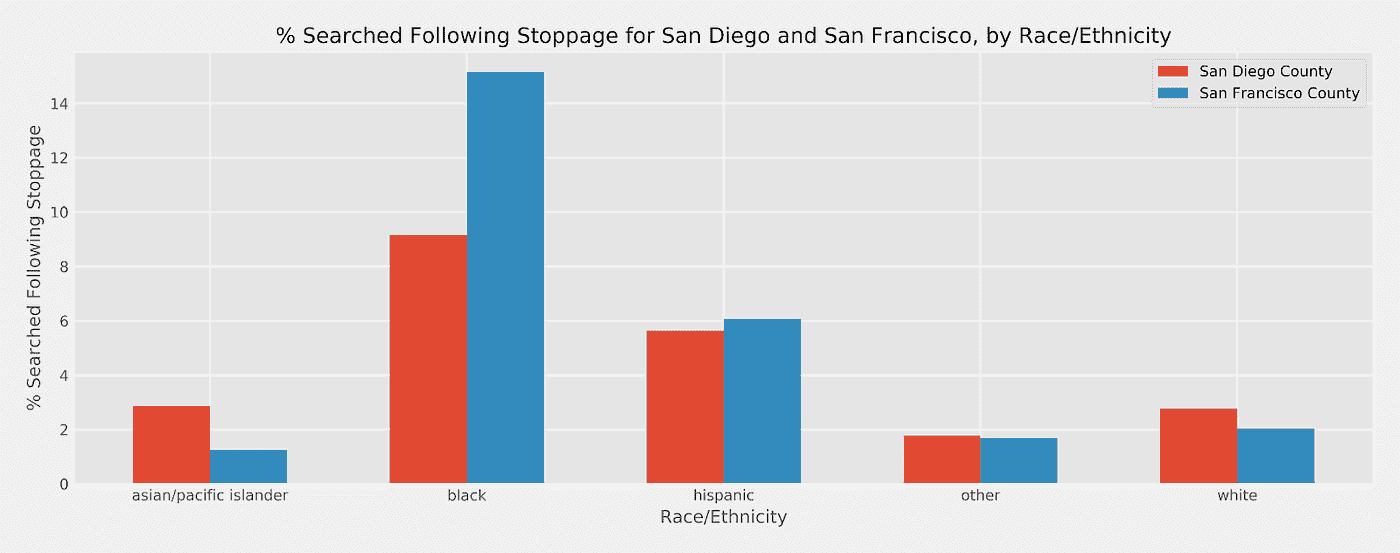 % Searched Following Stoppage for San Diego and San Francisco, by Race/Ethnicity
San Diego County
San Francisco County
% Searched Following Stoppage
14
12
10
8
6
4
2
0
asian/pacific islander
black
hispanic
other
white
Race/Ethnicity